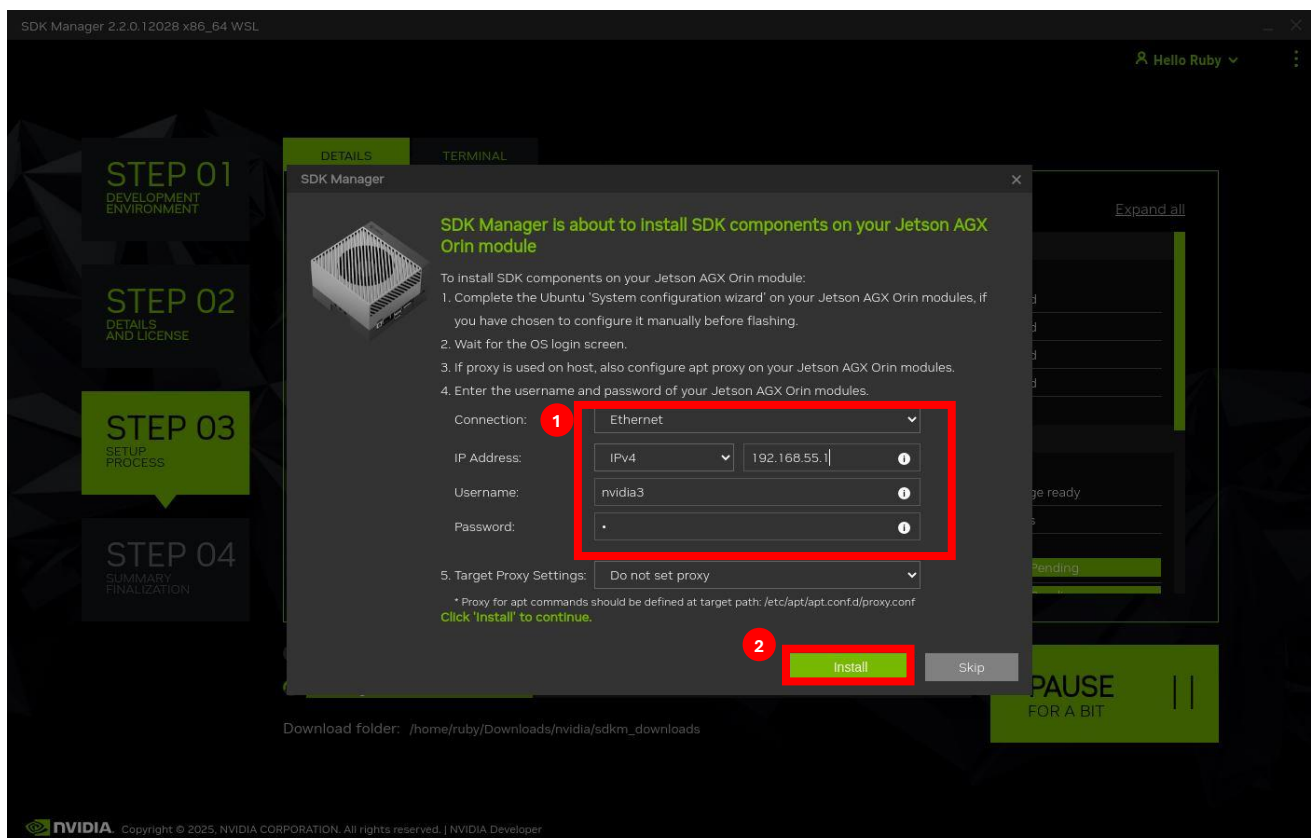 SDK Manager 2.2.0.12028 x86_64 WSL
Hello Ruby
STEP 01
DEVELOPMENT
ENVIRONMENT
STEP 02
DETAILS
AND LICENSE
STEP 03
SETUP
PROCESS
STEP 04
SUMMARY
FINALIZATION
DETAILS TERMINAL
Expand all
SDK Manager
SDK Manager is about to install SDK components on your Jetson AGX
Orin module
To install SDK components on your Jetson AGX Orin module:
1. Complete the Ubuntu 'System configuration wizard' on your Jetson AGX Orin modules, if
you have chosen to configure it manually before flashing.
2. Wait for the OS login screen.
3. If proxy is used on host, also configure apt proxy on your Jetson AGX Orin modules.
4. Enter the username and password of your Jetson AGX Orin modules.
Connection: 1 Ethernet
IP Address: IPv4 192.168.55.1
Username: nvidia3
Password: •
5. Target Proxy Settings: Do not set proxy
* Proxy for apt commands should be defined at target path: /etc/apt/apt.conf.d/proxy.conf
Click 'Install' to continue.
2
Install Skip
ready
Pending
PAUSE
FOR A BIT
Download folder: /home/ruby/Downloads/nvidia/sdkm_downloads
NVIDIA. Copyright © 2025, NVIDIA CORPORATION. All rights reserved. | NVIDIA Developer